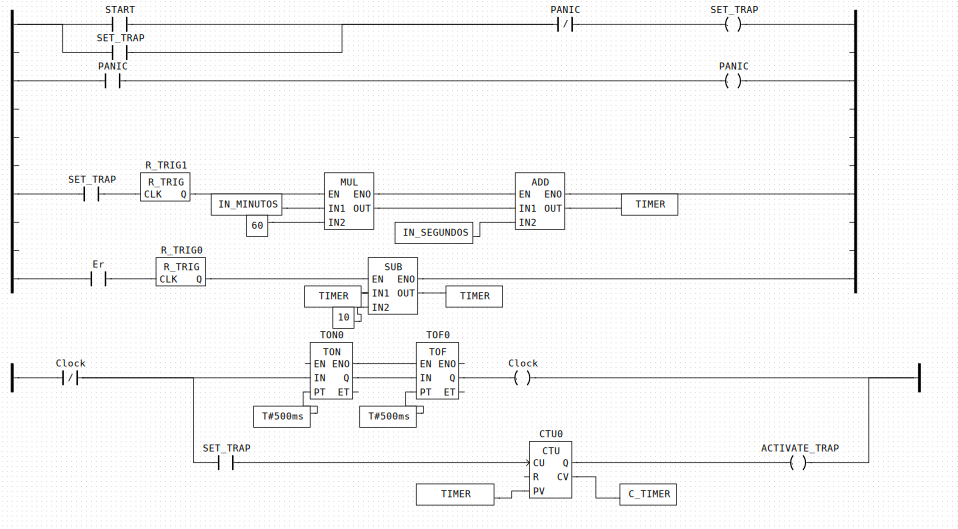 START PANIC SET_TRAP
/
SET_TRAP
PANIC PANIC
R_TRIG1
SET_TRAP R_TRIG MUL ADD
CLK Q EN ENO EN ENO
IN_MINUTOS IN1 OUT IN1 OUT TIMER
60 IN2 IN_SEGUNDOS IN2
R_TRIG0
Er R_TRIG SUB
CLK Q EN ENO
TIMER IN1 OUT TIMER
10 IN2
TON0 TOF0
TON TOF
Clock EN ENO EN ENO Clock
/ IN Q IN Q
PT ET PT ET
T#500ms T#500ms
CTU0
SET_TRAP CTU ACTIVATE_TRAP
CU Q
R CV
TIMER PV C_TIMER